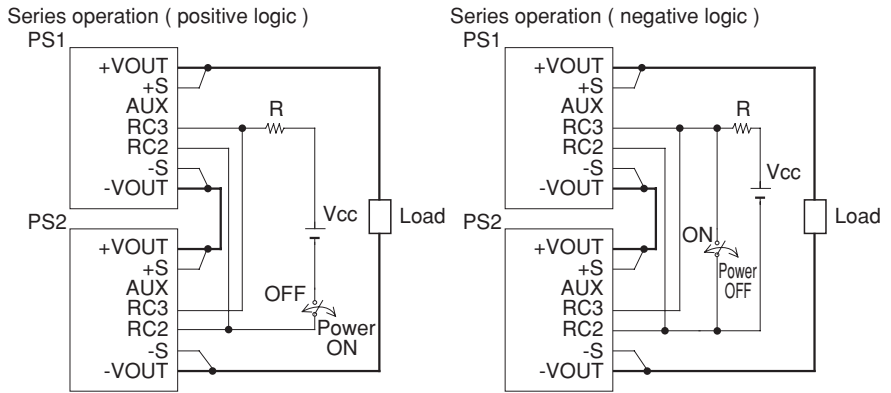 Series operation ( positive logic )
PS1
+VOUT
+S
AUX
RC3
RC2
-S
-VOUT
R
Vcc
Load
PS2
+VOUT
+S
AUX
RC3
RC2
-S
-VOUT
OFF
Power
ON
Series operation ( negative logic )
PS1
+VOUT
+S
AUX
RC3
RC2
-S
-VOUT
R
Vcc
Load
PS2
+VOUT
+S
AUX
RC3
RC2
-S
-VOUT
ON
Power
OFF